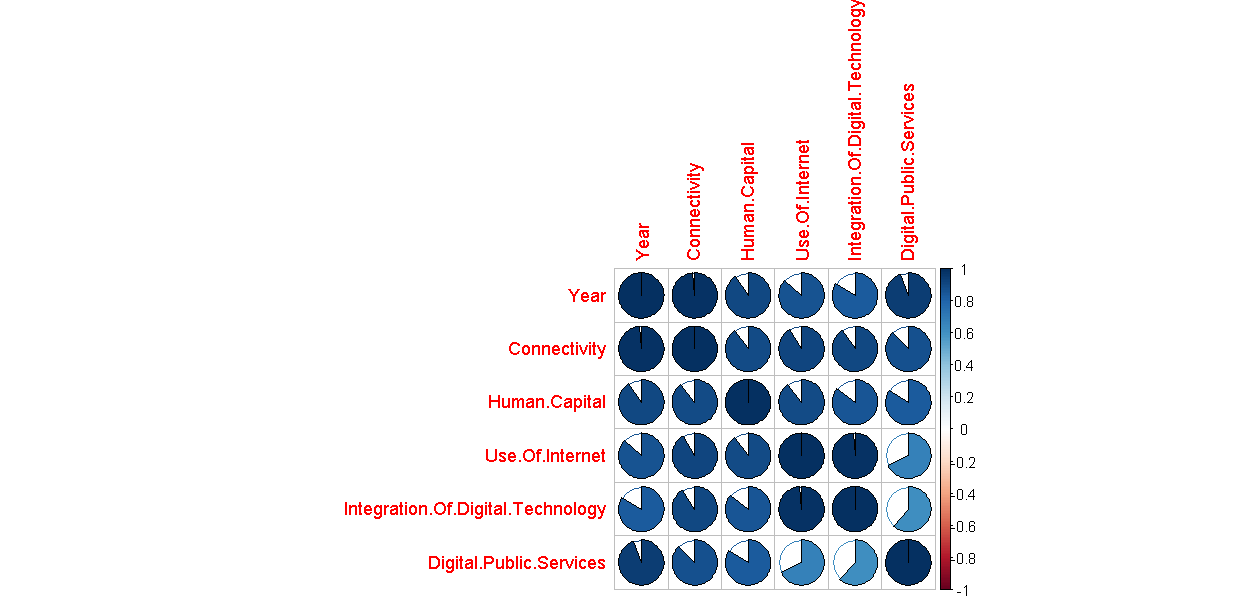 Year
Connectivity
Human.Capital
Use.Of.Internet
Integration.Of.Digital.Technology
Digital.Public.Services
Year
Connectivity
Human.Capital
Use.Of.Internet
Integration.Of.Digital.Technology
Digital.Public.Services
1
0.8
0.6
0.4
0.2
0
-0.2
-0.4
-0.6
-0.8
-1